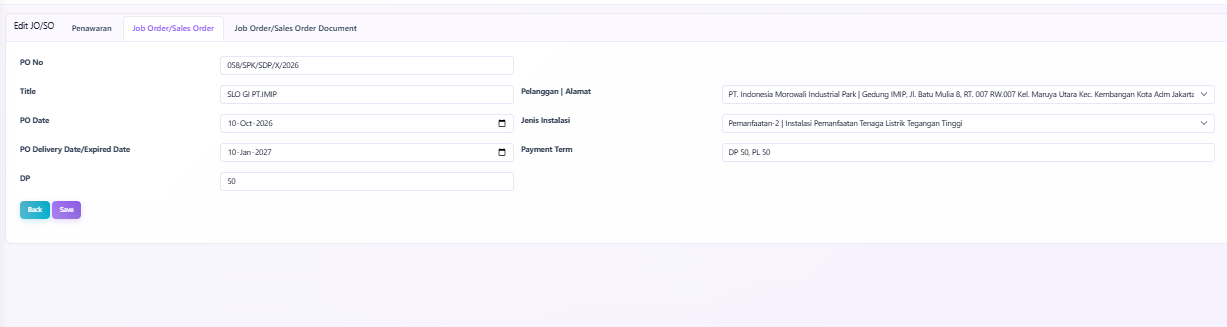 Edit JO/SO
Penawaran
Job Order/Sales Order
Job Order/Sales Order Document
PO No
058/SPK/SDP/X/2026
Title
SLO GI PT.IMIP
Pelanggan | Alamat
PT. Indonesia Morowali Industrial Park | Gedung IMIP, Jl. Batu Mulia 8, RT. 007 RW.007 Kel. Maruya Utara Kec. Kembangan Kota Adm Jakarta
PO Date
10-Oct-2026
Jenis Instalasi
Pemanfaatan-2 | Instalasi Pemanfaatan Tenaga Listrik Tegangan Tinggi
PO Delivery Date/Expired Date
10-Jan-2027
Payment Term
DP 50, PL 50
DP
50
Back
Save